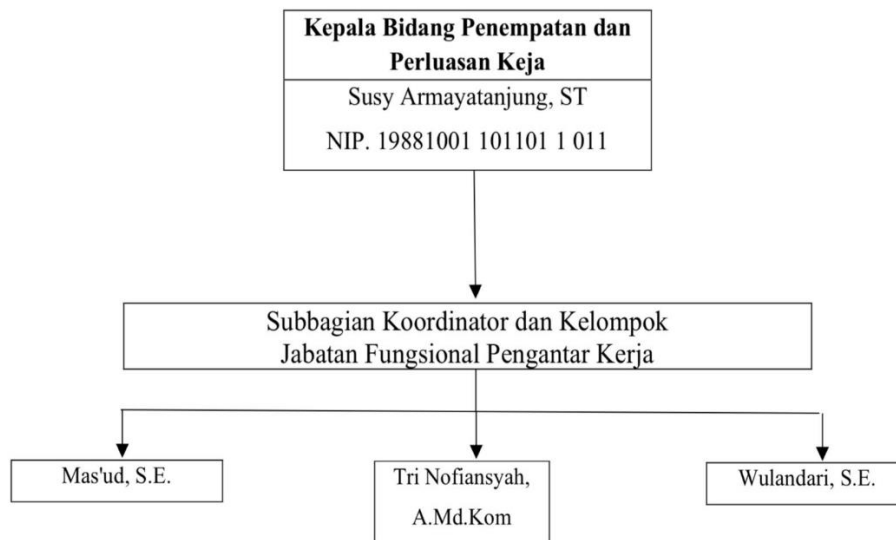 Kepala Bidang Penempatan dan
Perluasan Keja
Susy Armayatanjung, ST
NIP. 19881001 101101 1 011
Subbagian Koordinator dan Kelompok
Jabatan Fungsional Pengantar Kerja
Mas'ud, S.E.
Tri Nofiansyah,
A.Md.Kom
Wulandari, S.E.